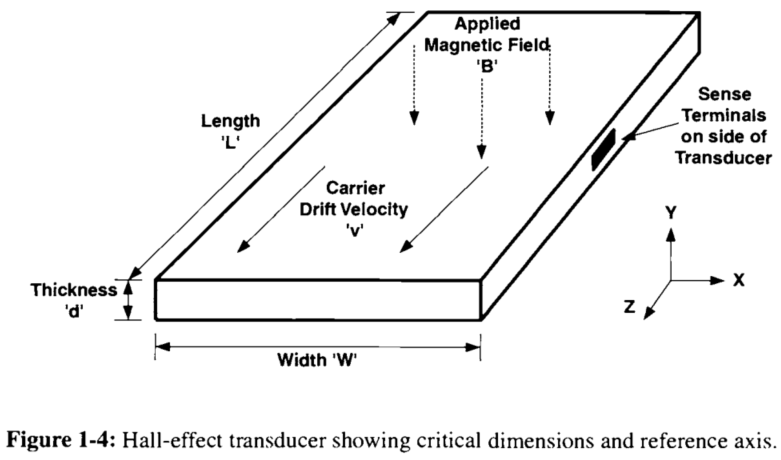 Applied
Magnetic Field
'B'
Length
'L'
Sense
Terminals
on side of
Transducer
Carrier
Drift Velocity
'v'
Y
X
Z
Thickness
'd'
Width 'W'
Figure 1-4: Hall-effect transducer showing critical dimensions and reference axis.